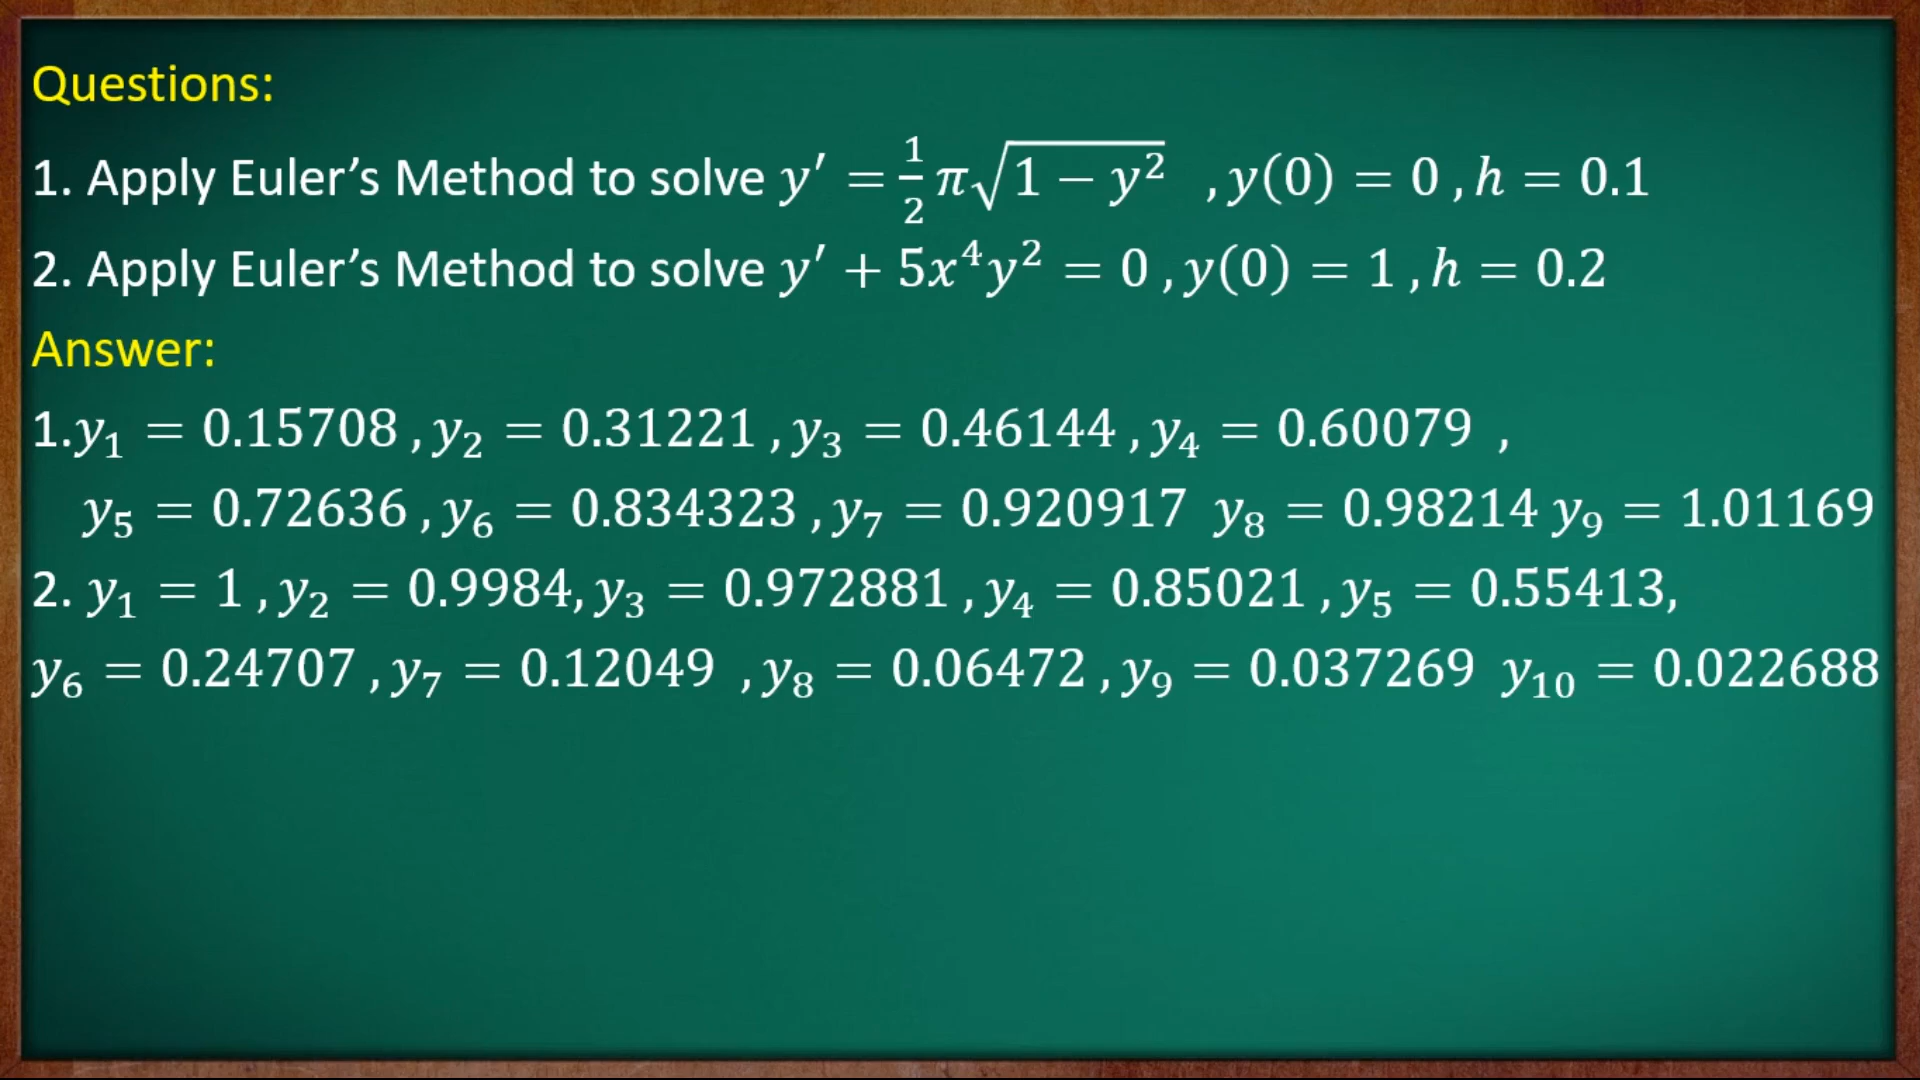 Questions:
1. Apply Euler’s Method to solve y′ = 1/2 π√(1 − y²) , y(0) = 0 , h = 0.1
2. Apply Euler’s Method to solve y′ + 5x⁴y² = 0 , y(0) = 1 , h = 0.2
Answer:
1.y₁ = 0.15708 , y₂ = 0.31221 , y₃ = 0.46144 , y₄ = 0.60079 ,
y₅ = 0.72636 , y₆ = 0.834323 , y₇ = 0.920917 y₈ = 0.98214 y₉ = 1.01169
2. y₁ = 1 , y₂ = 0.9984, y₃ = 0.972881 , y₄ = 0.85021 , y₅ = 0.55413,
y₆ = 0.24707 , y₇ = 0.12049 , y₈ = 0.06472 , y₉ = 0.037269 y₁₀ = 0.022688